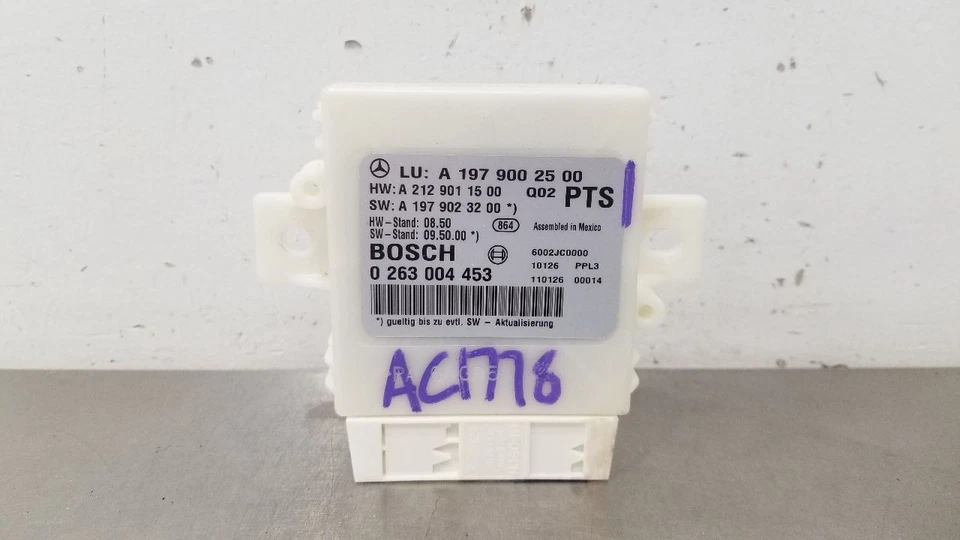 LU: A 197 900 25 00
HW: A 212 901 15 00 Q02 PTS
SW: A 197 902 32 00 *)
HW-Stand: 08.50 864 Assembled in Mexico
SW-Stand: 09.50.00 *)
BOSCH 6002JC0000
0 263 004 453 10126 PPL3
110126 00014
*) gueltig bis zu evtl. SW - Aktualisierung
AC1778